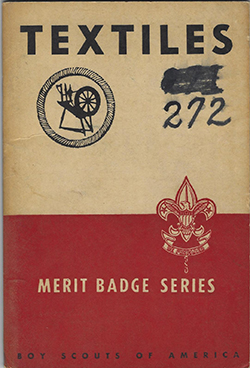 TEXTILES
272
MERIT BADGE SERIES
BOY SCOUTS OF AMERICA